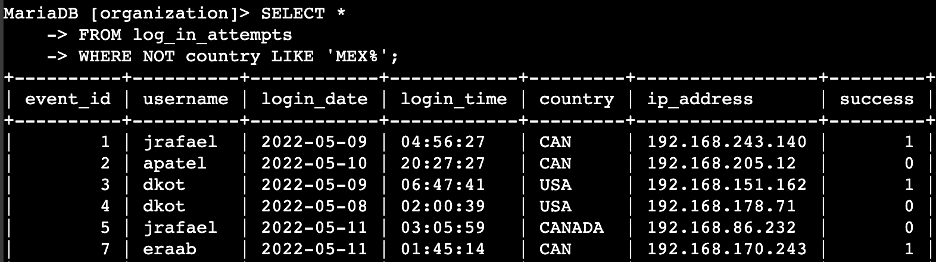 MariaDB [organization]> SELECT *
    -> FROM log_in_attempts
    -> WHERE NOT country LIKE 'MEX%';
+----------+----------+------------+------------+---------+-----------------+---------+
| event_id | username | login_date | login_time | country | ip_address      | success |
+----------+----------+------------+------------+---------+-----------------+---------+
|        1 | jrafael  | 2022-05-09 | 04:56:27   | CAN     | 192.168.243.140 |       1 |
|        2 | apatel   | 2022-05-10 | 20:27:27   | CAN     | 192.168.205.12  |       0 |
|        3 | dkot     | 2022-05-09 | 06:47:41   | USA     | 192.168.151.162 |       1 |
|        4 | dkot     | 2022-05-08 | 02:00:39   | USA     | 192.168.178.71  |       0 |
|        5 | jrafael  | 2022-05-11 | 03:05:59   | CANADA  | 192.168.86.232  |       0 |
|        7 | eraab    | 2022-05-11 | 01:45:14   | CAN     | 192.168.170.243 |       1 |